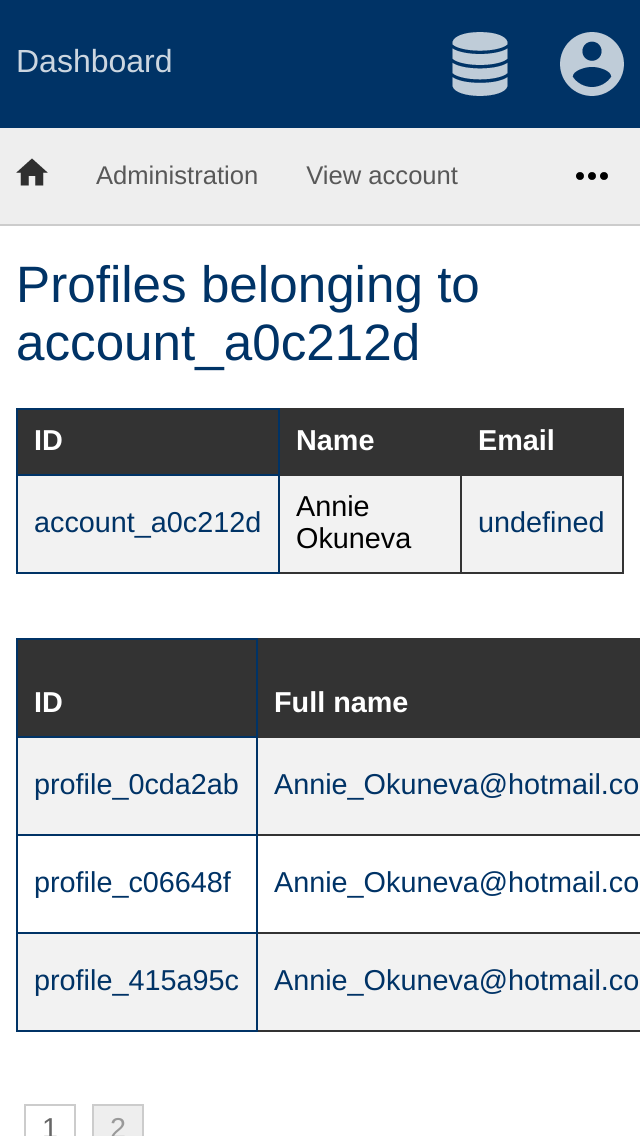 Dashboard
Administration View account
Profiles belonging to
account_a0c212d
ID Name Email
account_a0c212d Annie Okuneva undefined
ID Full name
profile_0cda2ab Annie_Okuneva@hotmail.co
profile_c06648f Annie_Okuneva@hotmail.co
profile_415a95c Annie_Okuneva@hotmail.co
1 2